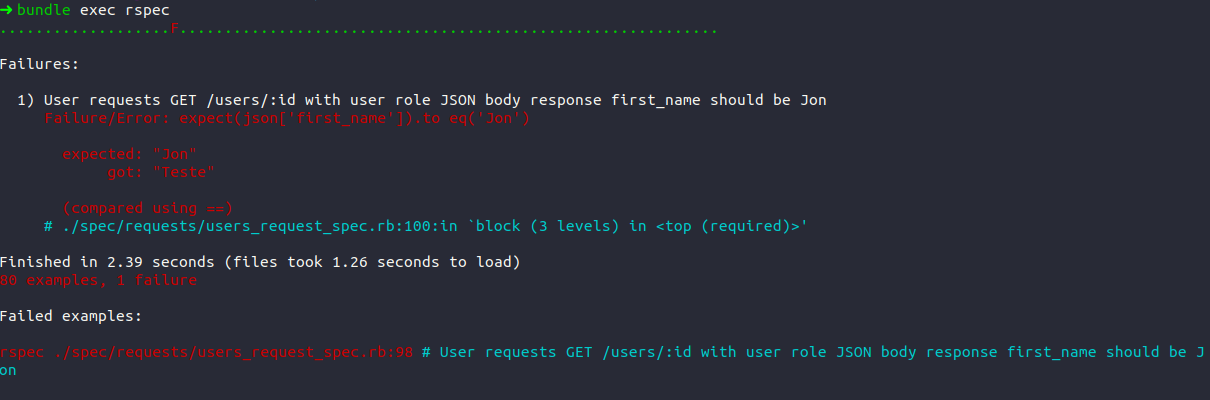 ➜ bundle exec rspec
...................F............................................................
Failures:
1) User requests GET /users/:id with user role JSON body response first_name should be Jon
Failure/Error: expect(json['first_name']).to eq('Jon')
expected: "Jon"
got: "Teste"
(compared using ==)
# ./spec/requests/users_request_spec.rb:100:in `block (3 levels) in <top (required)>'
Finished in 2.39 seconds (files took 1.26 seconds to load)
80 examples, 1 failure
Failed examples:
rspec ./spec/requests/users_request_spec.rb:98 # User requests GET /users/:id with user role JSON body response first_name should be J
on